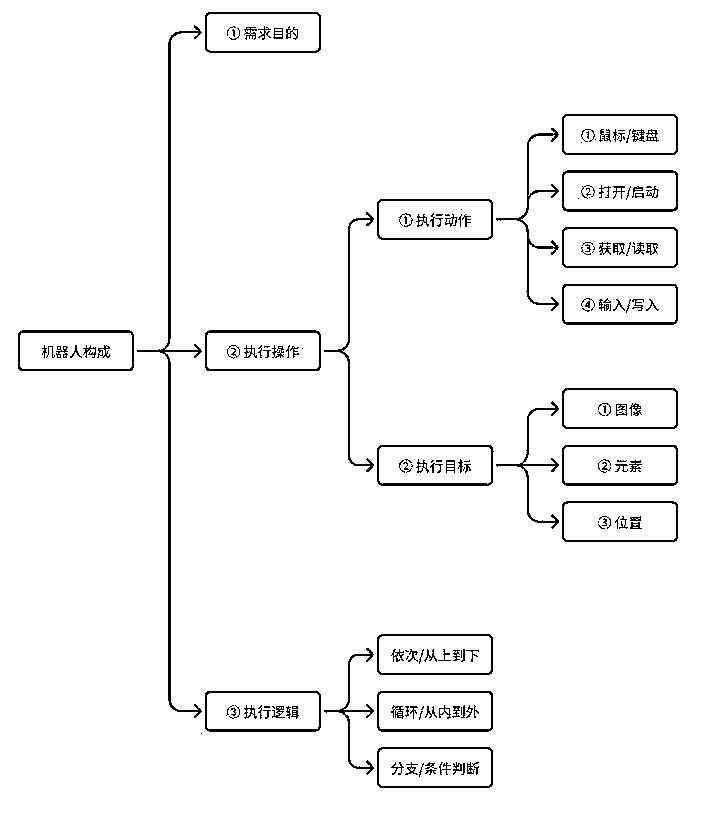 机器人构成
① 需求目的
② 执行操作
① 执行动作
① 鼠标/键盘
② 打开/启动
③ 获取/读取
④ 输入/写入
② 执行目标
① 图像
② 元素
③ 位置
③ 执行逻辑
依次/从上到下
循环/从内到外
分支/条件判断